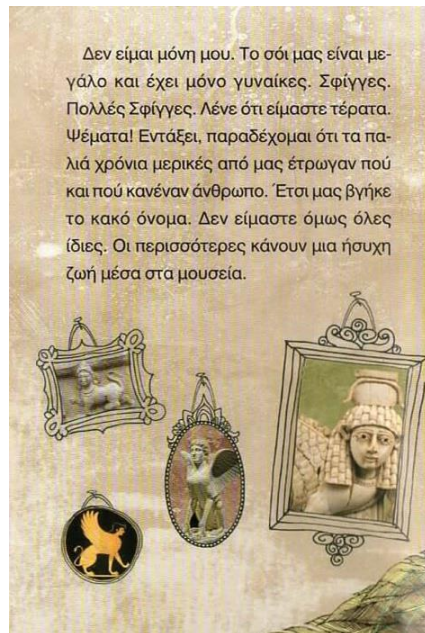 Δεν είμαι μόνη μου. Το σόι μας είναι με-
γάλο και έχει μόνο γυναίκες. Σφίγγες.
Πολλές Σφίγγες. Λένε ότι είμαστε τέρατα.
Ψέματα! Εντάξει, παραδέχομαι ότι τα πα-
λιά χρόνια μερικές από μας έτρωγαν πού
και πού κανέναν άνθρωπο. Έτσι μας βγήκε
το κακό όνομα. Δεν είμαστε όμως όλες
ίδιες. Οι περισσότερες κάνουν μια ήσυχη
ζωή μέσα στα μουσεία.